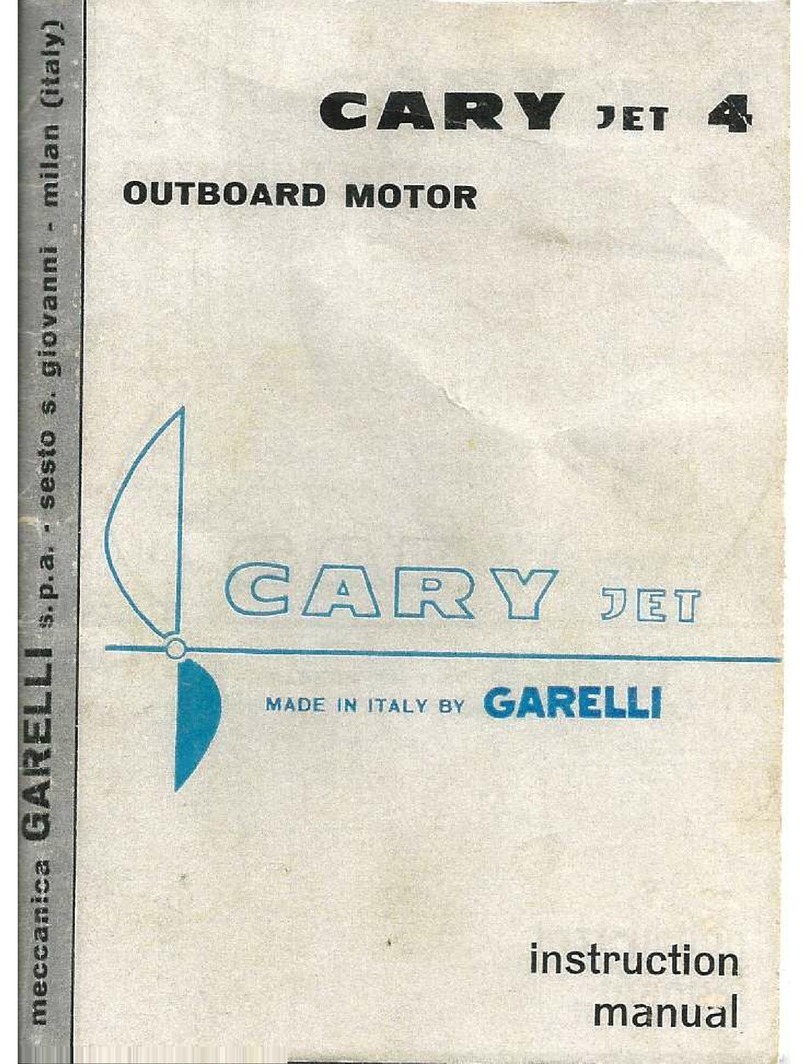 CARY JET 4
OUTBOARD MOTOR
CARY JET
MADE IN ITALY BY GARELLI
instruction
manual
meccanica GARELLI s.p.a. - sesto s. giovanni - milan (italy)